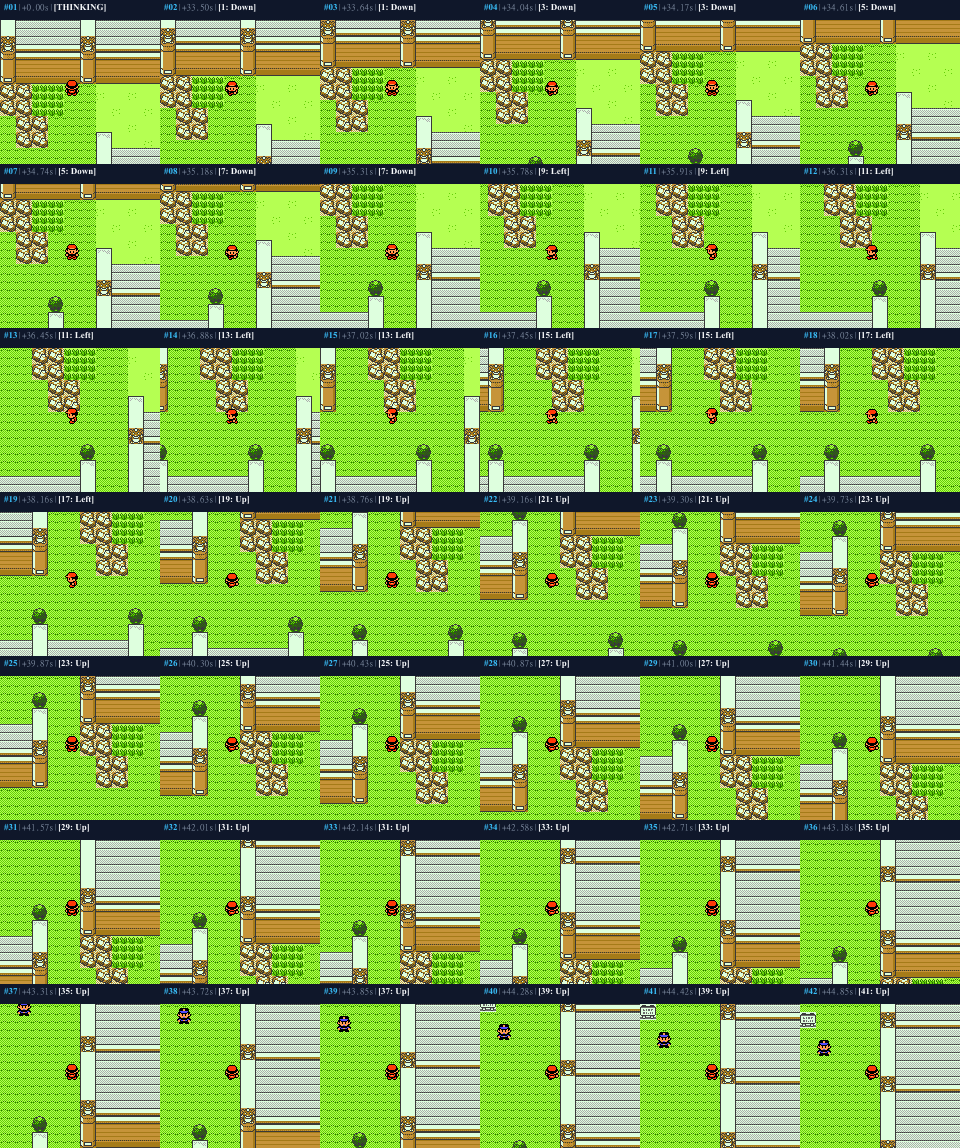 #01|+0.00s|[THINKING]
#02|+33.50s|[1: Down]
#03|+33.64s|[1: Down]
#04|+34.04s|[3: Down]
#05|+34.17s|[3: Down]
#06|+34.61s|[5: Down]
#07|+34.74s|[5: Down]
#08|+35.18s|[7: Down]
#09|+35.31s|[7: Down]
#10|+35.78s|[9: Left]
#11|+35.91s|[9: Left]
#12|+36.31s|[11: Left]
#13|+36.45s|[11: Left]
#14|+36.88s|[13: Left]
#15|+37.02s|[13: Left]
#16|+37.45s|[15: Left]
#17|+37.59s|[15: Left]
#18|+38.02s|[17: Left]
#19|+38.16s|[17: Left]
#20|+38.63s|[19: Up]
#21|+38.76s|[19: Up]
#22|+39.16s|[21: Up]
#23|+39.30s|[21: Up]
#24|+39.73s|[23: Up]
#25|+39.87s|[23: Up]
#26|+40.30s|[25: Up]
#27|+40.43s|[25: Up]
#28|+40.87s|[27: Up]
#29|+41.00s|[27: Up]
#30|+41.44s|[29: Up]
#31|+41.57s|[29: Up]
#32|+42.01s|[31: Up]
#33|+42.14s|[31: Up]
#34|+42.58s|[33: Up]
#35|+42.71s|[33: Up]
#36|+43.18s|[35: Up]
#37|+43.31s|[35: Up]
#38|+43.72s|[37: Up]
#39|+43.85s|[37: Up]
#40|+44.28s|[39: Up]
#41|+44.42s|[39: Up]
#42|+44.85s|[41: Up]